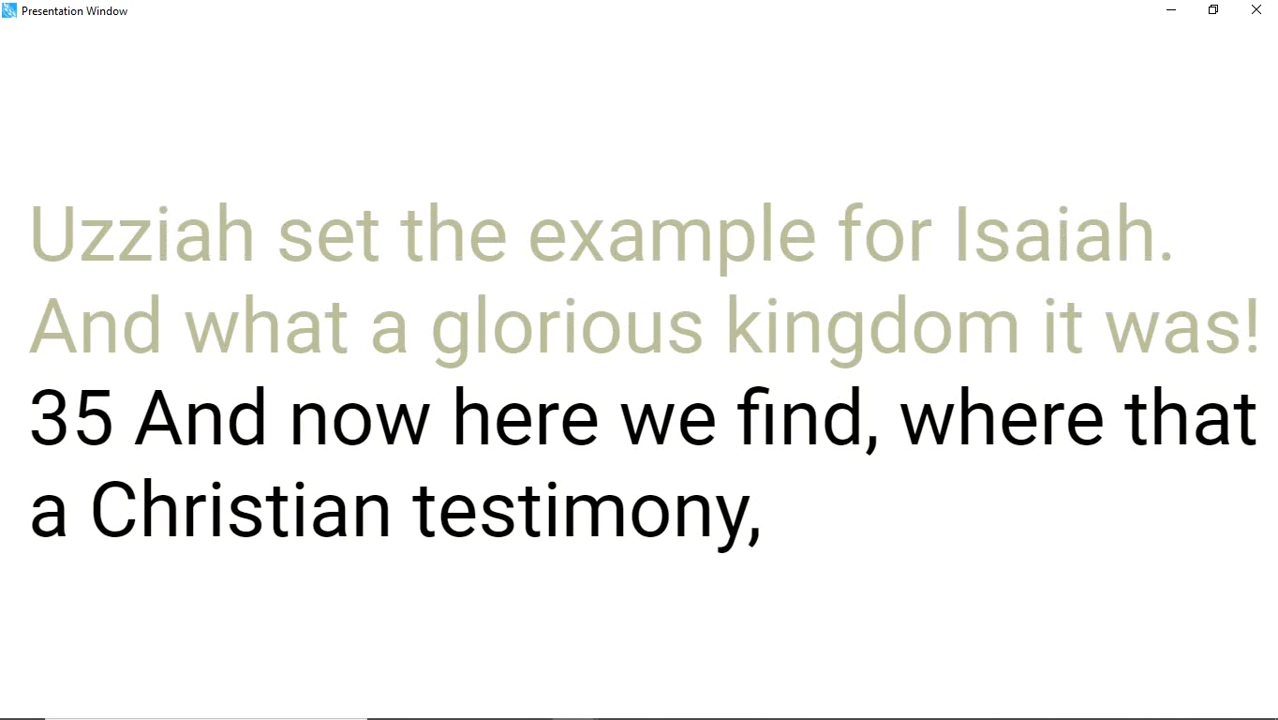 Presentation Window
Uzziah set the example for Isaiah.
And what a glorious kingdom it was!
35 And now here we find, where that
a Christian testimony,